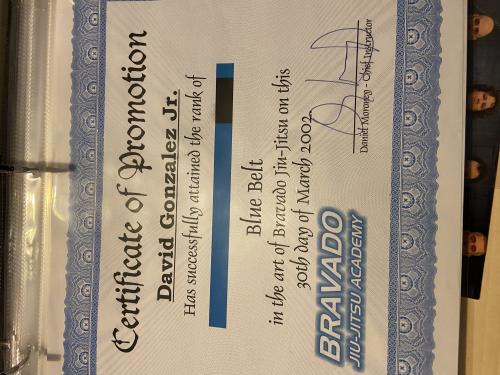 Certificate of Promotion
David Gonzalez Jr.
Has successfully attained the rank of
Blue Belt
in the art of Bravado Jiu-Jitsu on this
30th day of March 2002
BRAVADO
JIU-JITSU ACADEMY
Daniel Moroney - Chief Instructor